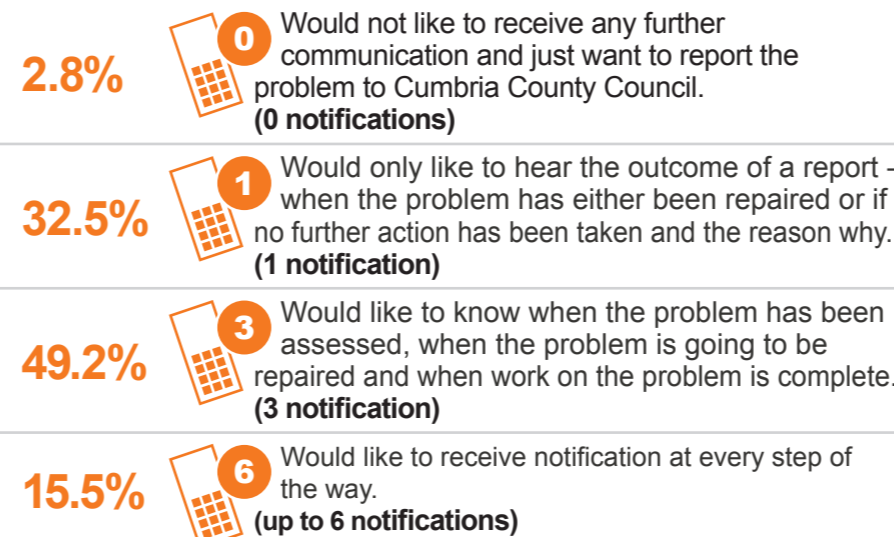 2.8%
0
Would not like to receive any further
communication and just want to report the
problem to Cumbria County Council.
(0 notifications)
32.5%
1
Would only like to hear the outcome of a report -
when the problem has either been repaired or if
no further action has been taken and the reason why.
(1 notification)
49.2%
3
Would like to know when the problem has been
assessed, when the problem is going to be
repaired and when work on the problem is complete.
(3 notification)
15.5%
6
Would like to receive notification at every step of
the way.
(up to 6 notifications)